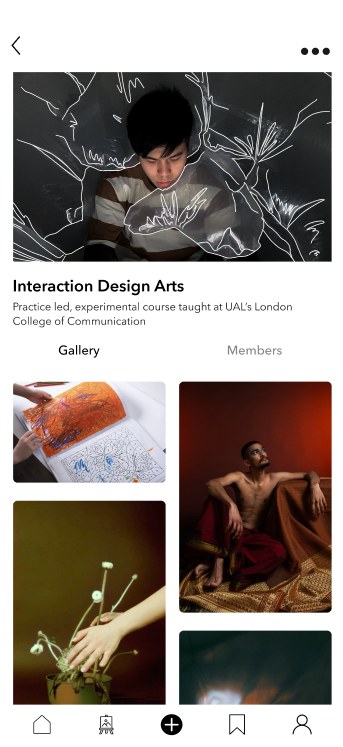 Interaction Design Arts
Practice led, experimental course taught at UAL's London
College of Communication
Gallery
Members